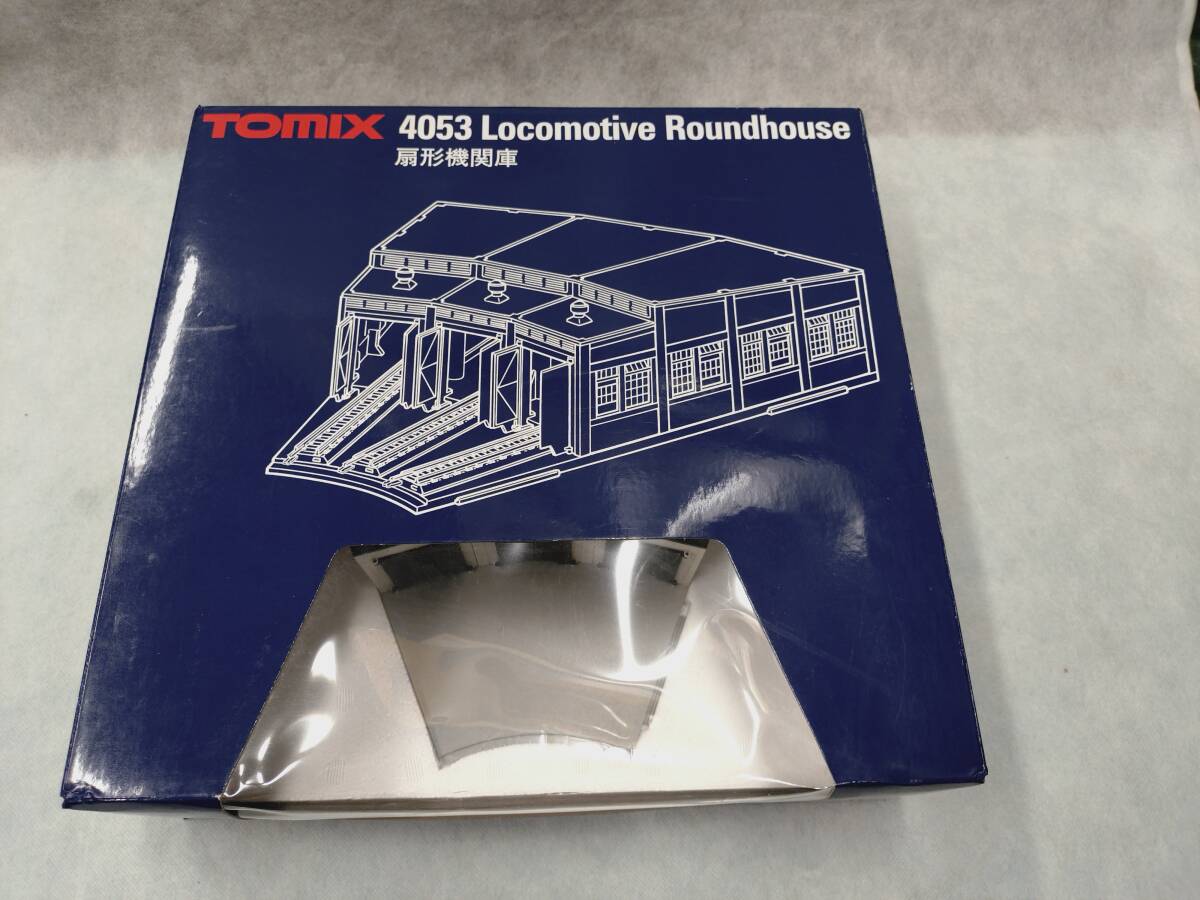 TOMIX 4053 Locomotive Roundhouse
扇形機関庫